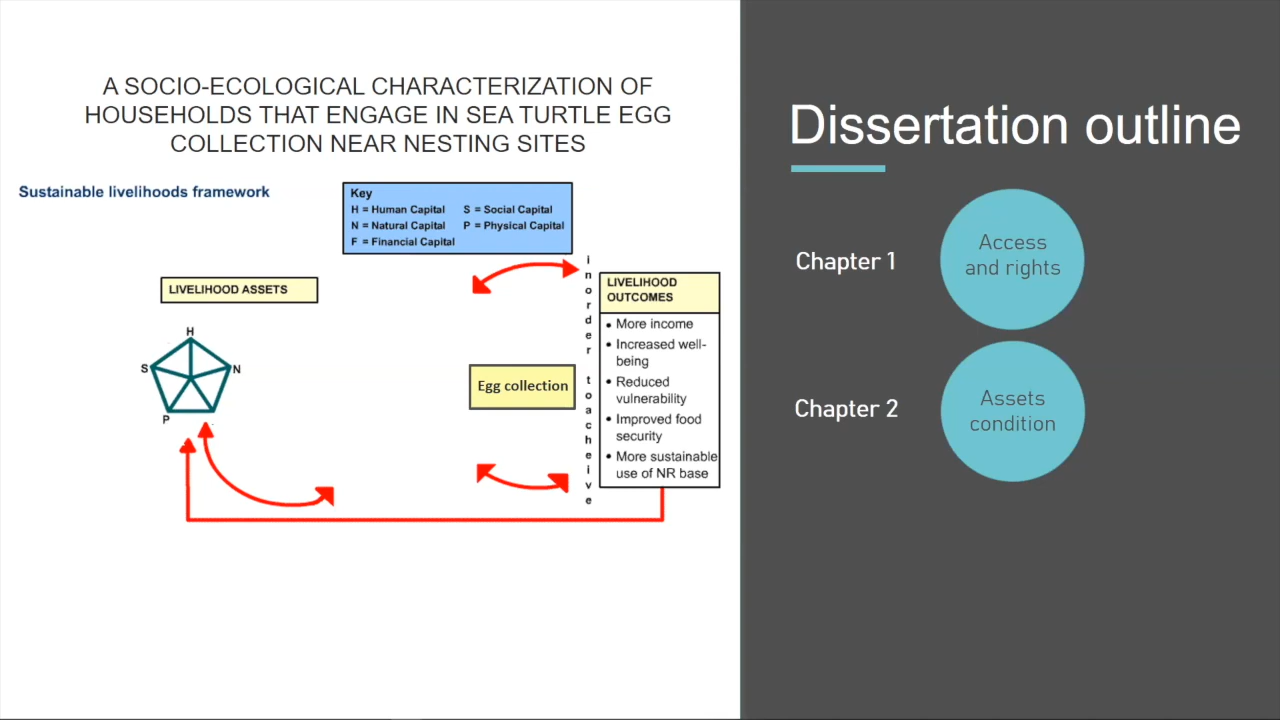 A SOCIO-ECOLOGICAL CHARACTERIZATION OF
HOUSEHOLDS THAT ENGAGE IN SEA TURTLE EGG
COLLECTION NEAR NESTING SITES
Sustainable livelihoods framework
Key
H = Human Capital S = Social Capital
N = Natural Capital P = Physical Capital
F = Financial Capital
LIVELIHOOD ASSETS
H
S
N
P
Egg collection
i
n
o
r
d
e
r
t
o
a
c
h
e
i
v
e
LIVELIHOOD
OUTCOMES
• More income
• Increased well-
being
• Reduced
vulnerability
• Improved food
security
• More sustainable
use of NR base
Dissertation outline
Chapter 1
Access
and rights
Chapter 2
Assets
condition